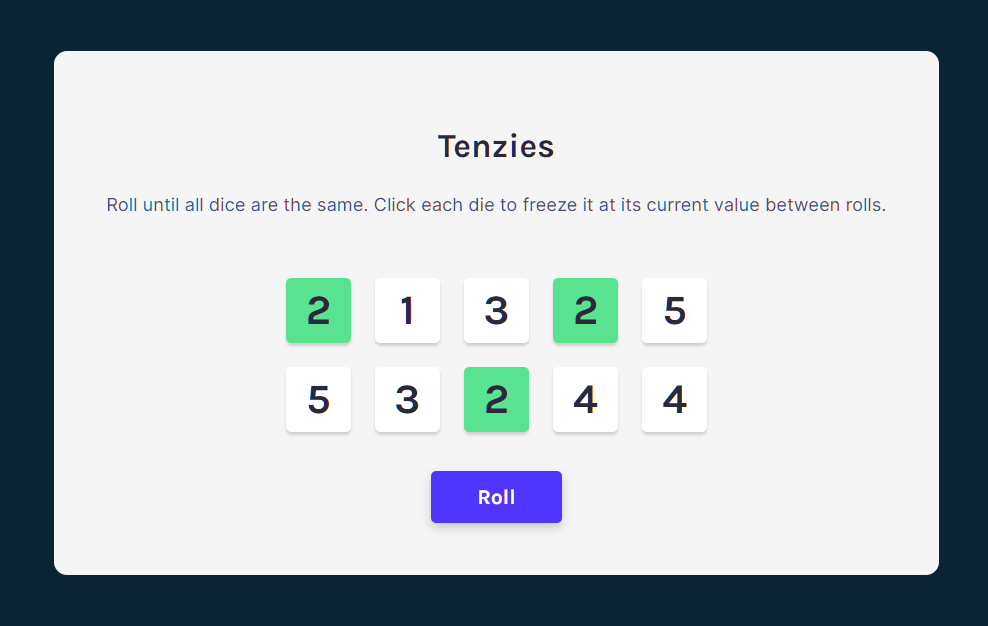 Tenzies
Roll until all dice are the same. Click each die to freeze it at its current value between rolls.
2 1 3 2 5
5 3 2 4 4
Roll